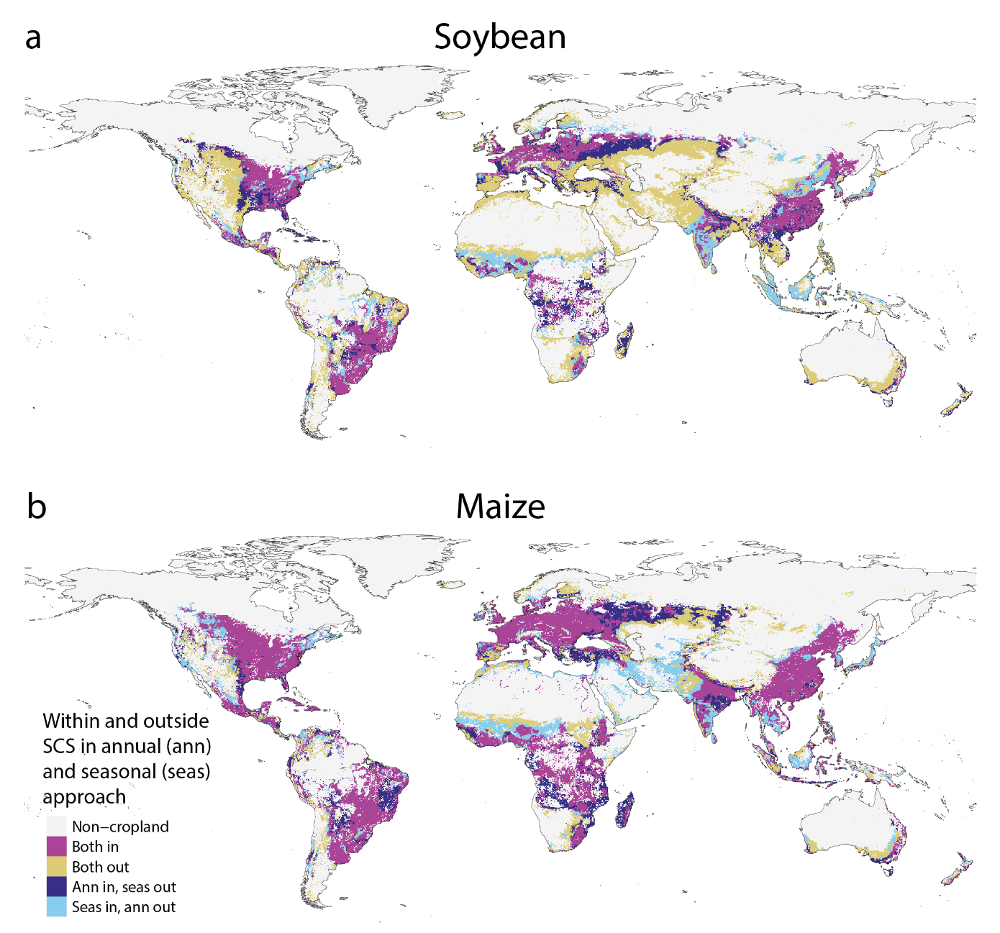 a
Soybean
b
Maize
Within and outside
SCS in annual (ann)
and seasonal (seas)
approach
Non−cropland
Both in
Both out
Ann in, seas out
Seas in, ann out